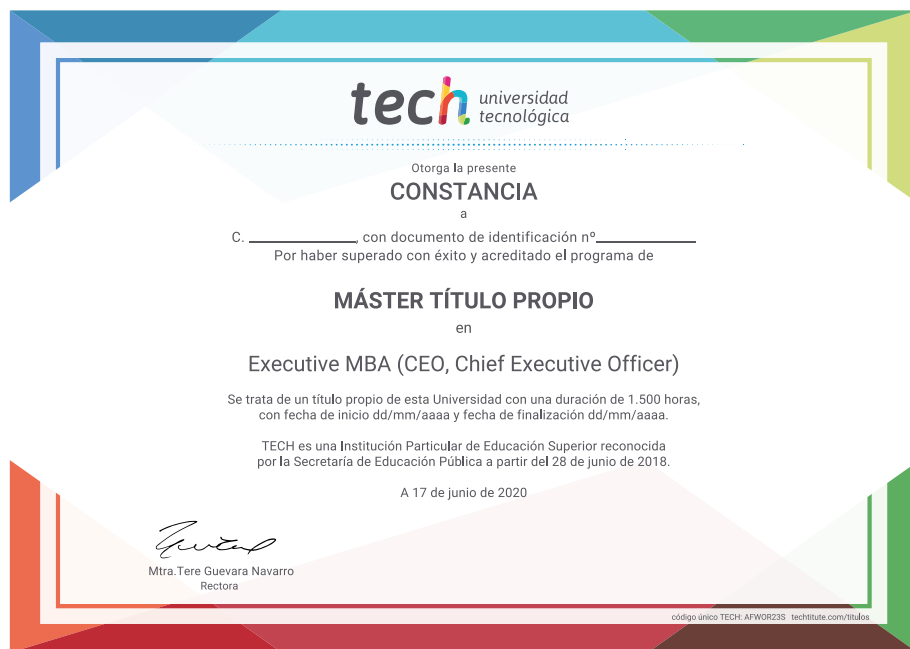 tech universidad
tecnológica
Otorga la presente
CONSTANCIA
a
C. ____________, con documento de identificación nº____________
Por haber superado con éxito y acreditado el programa de
MÁSTER TÍTULO PROPIO
en
Executive MBA (CEO, Chief Executive Officer)
Se trata de un título propio de esta Universidad con una duración de 1.500 horas,
con fecha de inicio dd/mm/aaaa y fecha de finalización dd/mm/aaaa.
TECH es una Institución Particular de Educación Superior reconocida
por la Secretaría de Educación Pública a partir del 28 de junio de 2018.
A 17 de junio de 2020
Mtra.Tere Guevara Navarro
Rectora
código único TECH: AFWOR23S techtitute.com/titulos